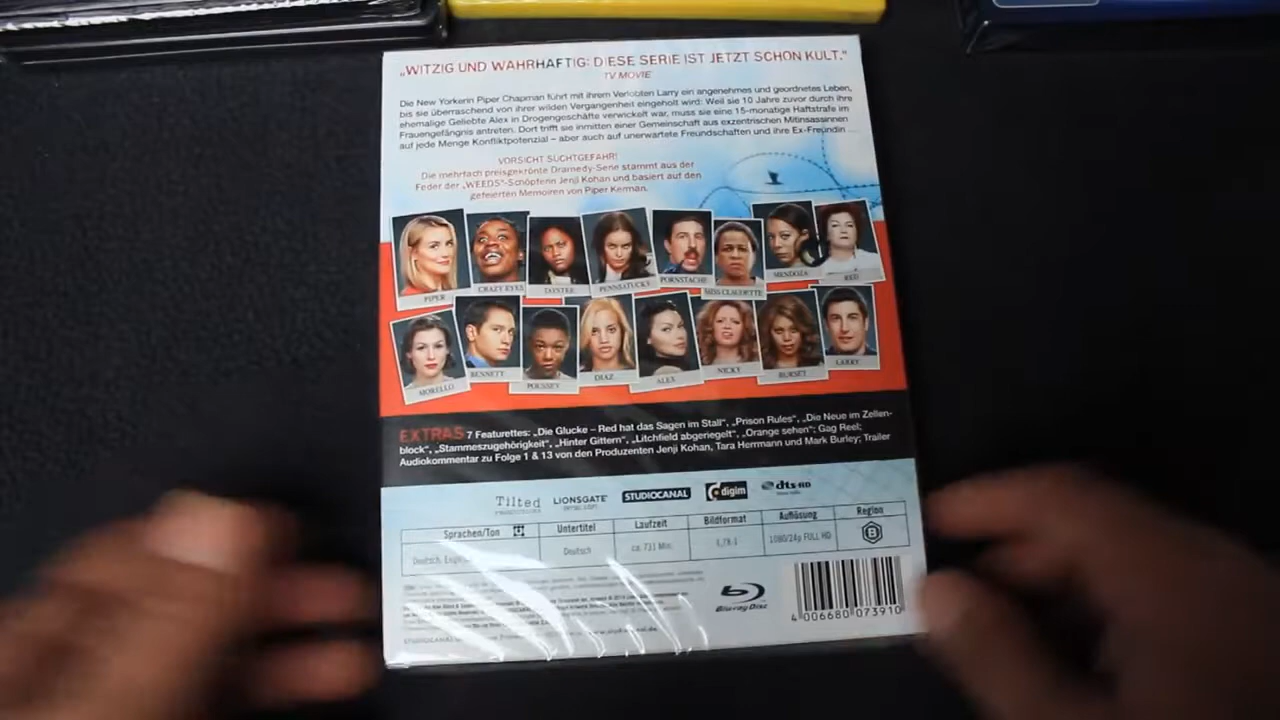 „WITZIG UND WAHRHAFTIG: DIESE SERIE IST JETZT SCHON KULT."
TV MOVIE
Die New Yorkerin Piper Chapman führt mit ihrem Verlobten Larry ein angenehmes und geordnetes Leben,
bis sie überraschend von ihrer wilden Vergangenheit eingeholt wird: Weil sie 10 Jahre zuvor durch ihre
ehemalige Geliebte Alex in Drogengeschäfte verwickelt war, muss sie eine 15-monatige Haftstrafe im
Frauengefängnis antreten. Dort trifft sie inmitten einer Gemeinschaft aus exzentrischen Mitinsassinnen
auf jede Menge Konfliktpotenzial – aber auch auf unerwartete Freundschaften und ihre Ex-Freundin ...
VORSICHT SUCHTGEFAHR!
Die mehrfach preisgekrönte Dramedy-Serie stammt aus der
Feder der „WEEDS"-Schöpferin Jenji Kohan und basiert auf den
gefeierten Memoiren von Piper Kerman.
PIPER CRAZY EYES TAYSTEE PENNSATUCKY PORNSTACHE MISS CLAUDETTE MENDOZA RED
MORELLO BENNETT POUSSEY DIAZ ALEX NICKY BURSET LARRY
EXTRAS 7 Featurettes: „Die Glucke – Red hat das Sagen im Stall", „Prison Rules", „Die Neue im Zellen-
block", „Stammeszugehörigkeit", „Hinter Gittern", „Litchfield abgeriegelt", „Orange sehen"; Gag Reel;
Audiokommentar zu Folge 1 & 13 von den Produzenten Jenji Kohan, Tara Herrmann und Mark Burley; Trailer
Tilted LIONSGATE STUDIOCANAL digim dts-HD
Sprachen/Ton Untertitel Laufzeit Bildformat Auflösung Region
Deutsch, Deutsch ca. 731 Min. 1,78:1 1080/24p FULL HD B
Blu-ray Disc
4 006680 073910